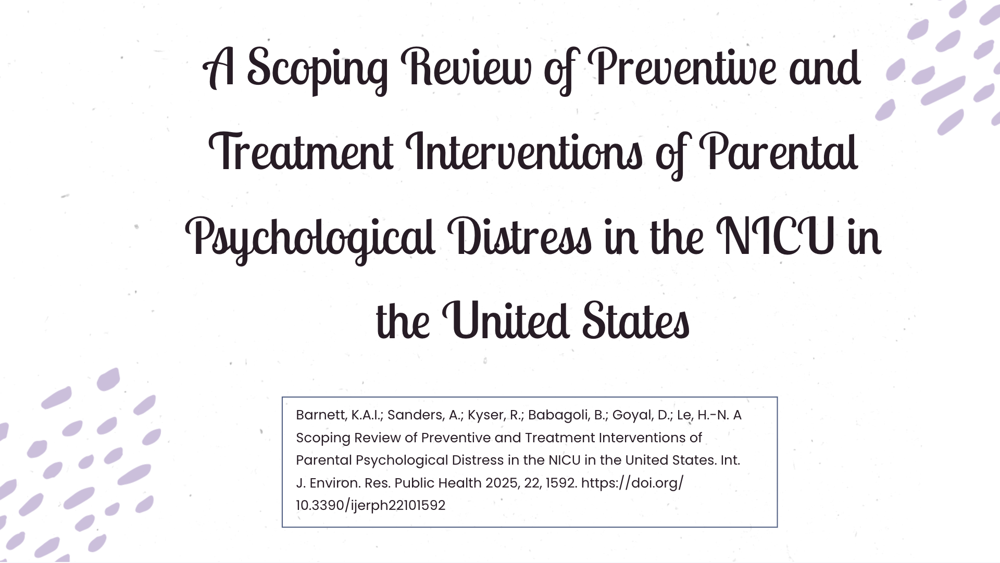 A Scoping Review of Preventive and
Treatment Interventions of Parental
Psychological Distress in the NICU in
the United States
Barnett, K.A.I.; Sanders, A.; Kyser, R.; Babagoli, B.; Goyal, D.; Le, H.-N. A
Scoping Review of Preventive and Treatment Interventions of
Parental Psychological Distress in the NICU in the United States. Int.
J. Environ. Res. Public Health 2025, 22, 1592. https://doi.org/
10.3390/ijerph22101592